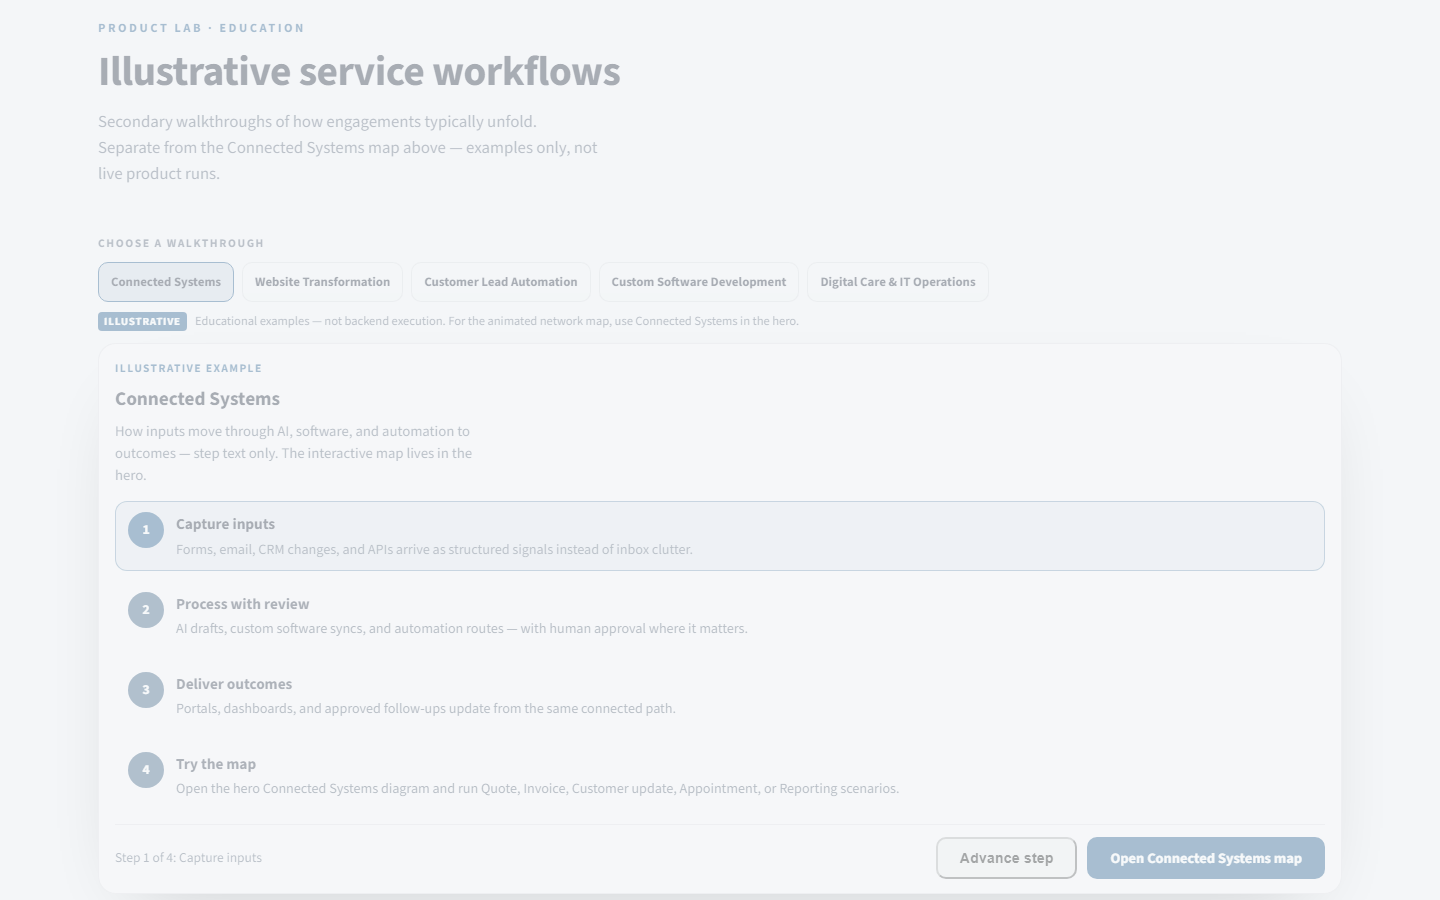 PRODUCT LAB · EDUCATION
Illustrative service workflows
Secondary walkthroughs of how engagements typically unfold.
Separate from the Connected Systems map above — examples only, not
live product runs.
CHOOSE A WALKTHROUGH
Connected Systems
Website Transformation
Customer Lead Automation
Custom Software Development
Digital Care & IT Operations
ILLUSTRATIVE
Educational examples — not backend execution. For the animated network map, use Connected Systems in the hero.
ILLUSTRATIVE EXAMPLE
Connected Systems
How inputs move through AI, software, and automation to
outcomes — step text only. The interactive map lives in the
hero.
1
Capture inputs
Forms, email, CRM changes, and APIs arrive as structured signals instead of inbox clutter.
2
Process with review
AI drafts, custom software syncs, and automation routes — with human approval where it matters.
3
Deliver outcomes
Portals, dashboards, and approved follow-ups update from the same connected path.
4
Try the map
Open the hero Connected Systems diagram and run Quote, Invoice, Customer update, Appointment, or Reporting scenarios.
Step 1 of 4: Capture inputs
Advance step
Open Connected Systems map